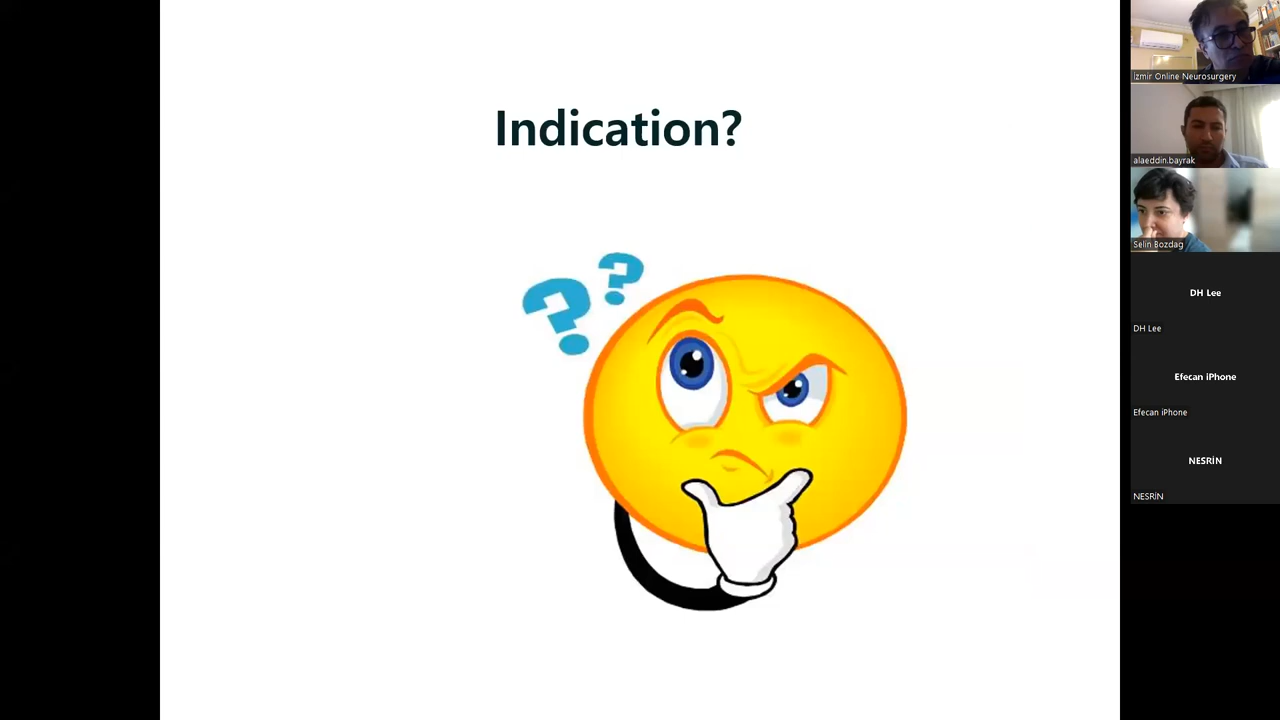 Indication?
? ?
İzmir Online Neurosurgery
alaeddin.bayrak
Selin Bozdag
DH Lee
DH Lee
Efecan iPhone
Efecan iPhone
NESRİN
NESRİN